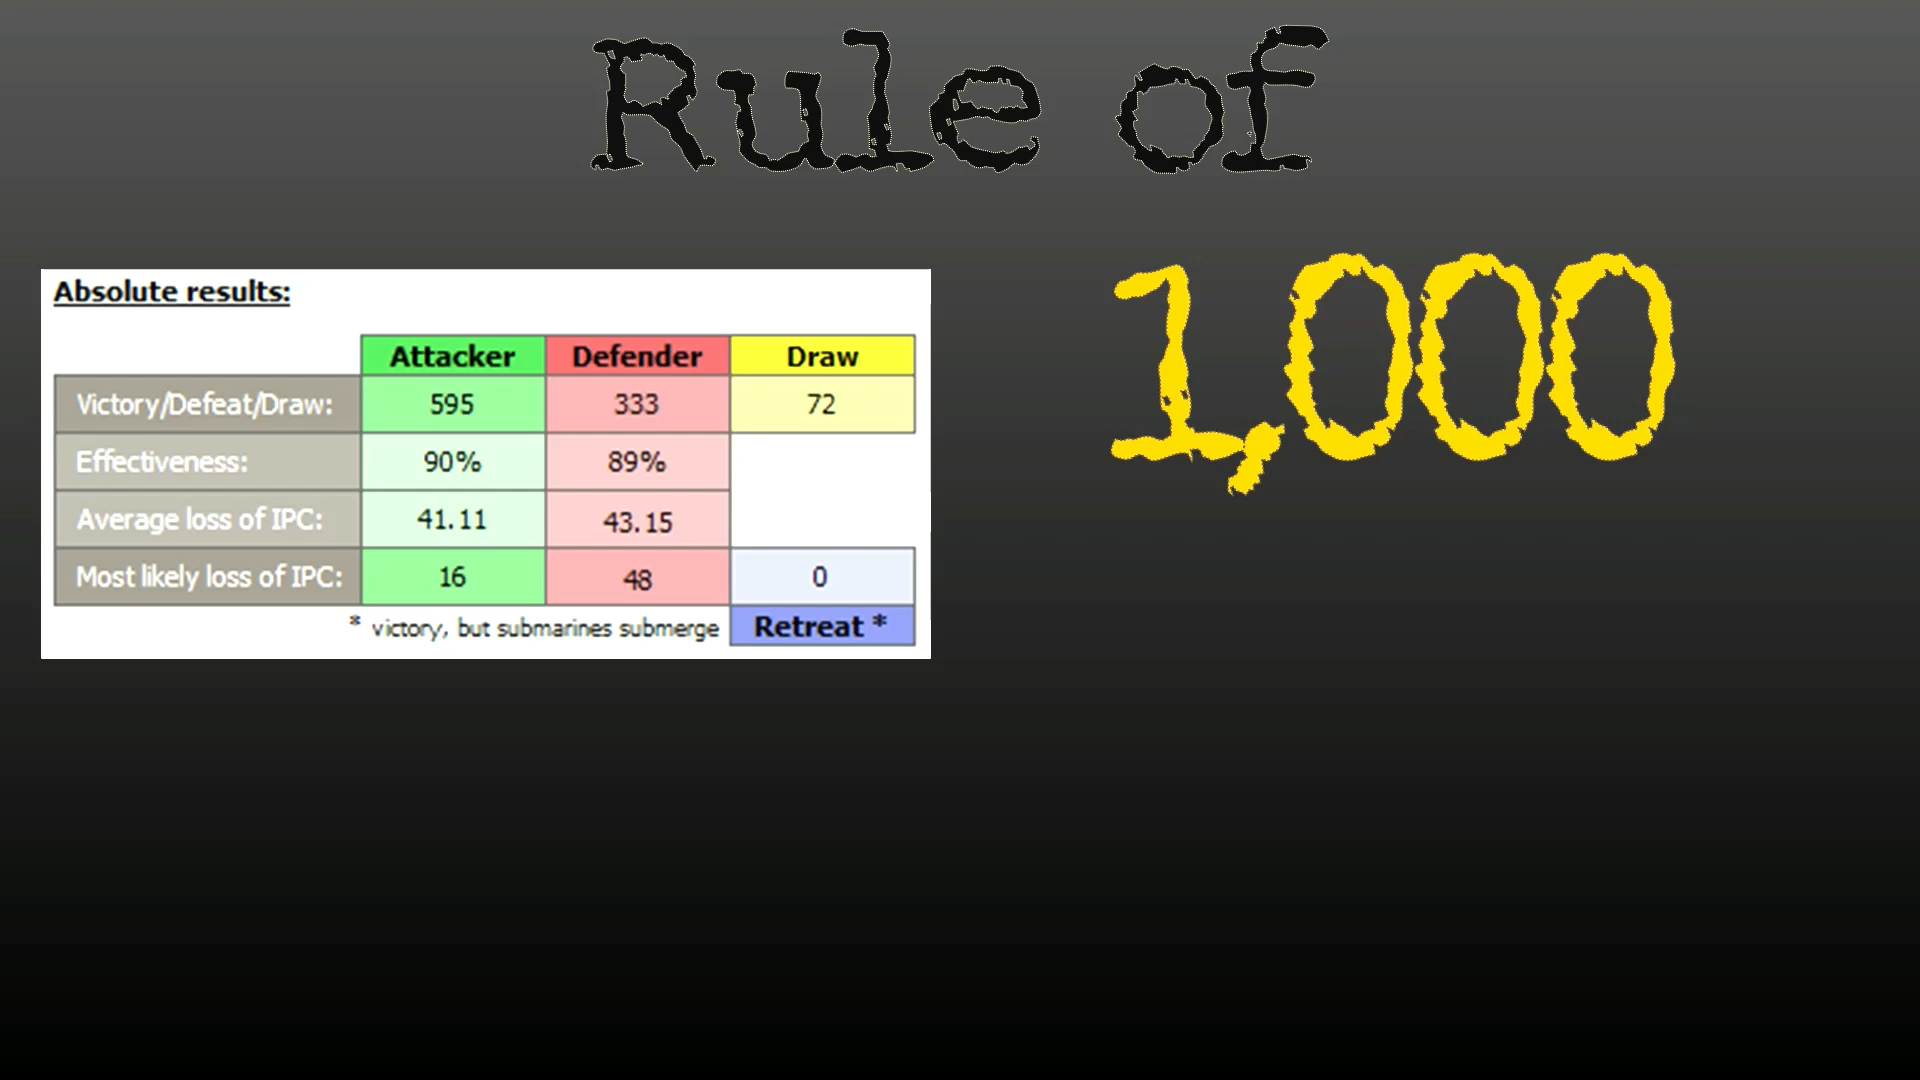 Rule of
1,000
Absolute results:
Attacker Defender Draw
Victory/Defeat/Draw: 595 333 72
Effectiveness: 90% 89%
Average loss of IPC: 41.11 43.15
Most likely loss of IPC: 16 48 0
* victory, but submarines submerge Retreat *